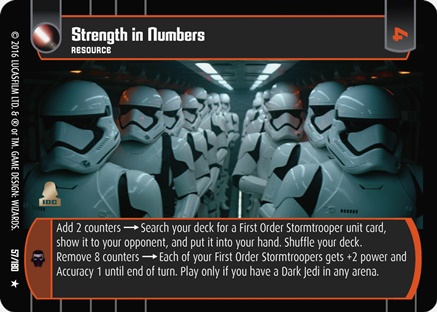 Strength in Numbers
RESOURCE
4
© 2016 LUCASFILM LTD. & ® or TM. GAME DESIGN: WIZARDS.
57/180
IDC
Add 2 counters → Search your deck for a First Order Stormtrooper unit card,
show it to your opponent, and put it into your hand. Shuffle your deck.
Remove 8 counters → Each of your First Order Stormtroopers gets +2 power and
Accuracy 1 until end of turn. Play only if you have a Dark Jedi in any arena.